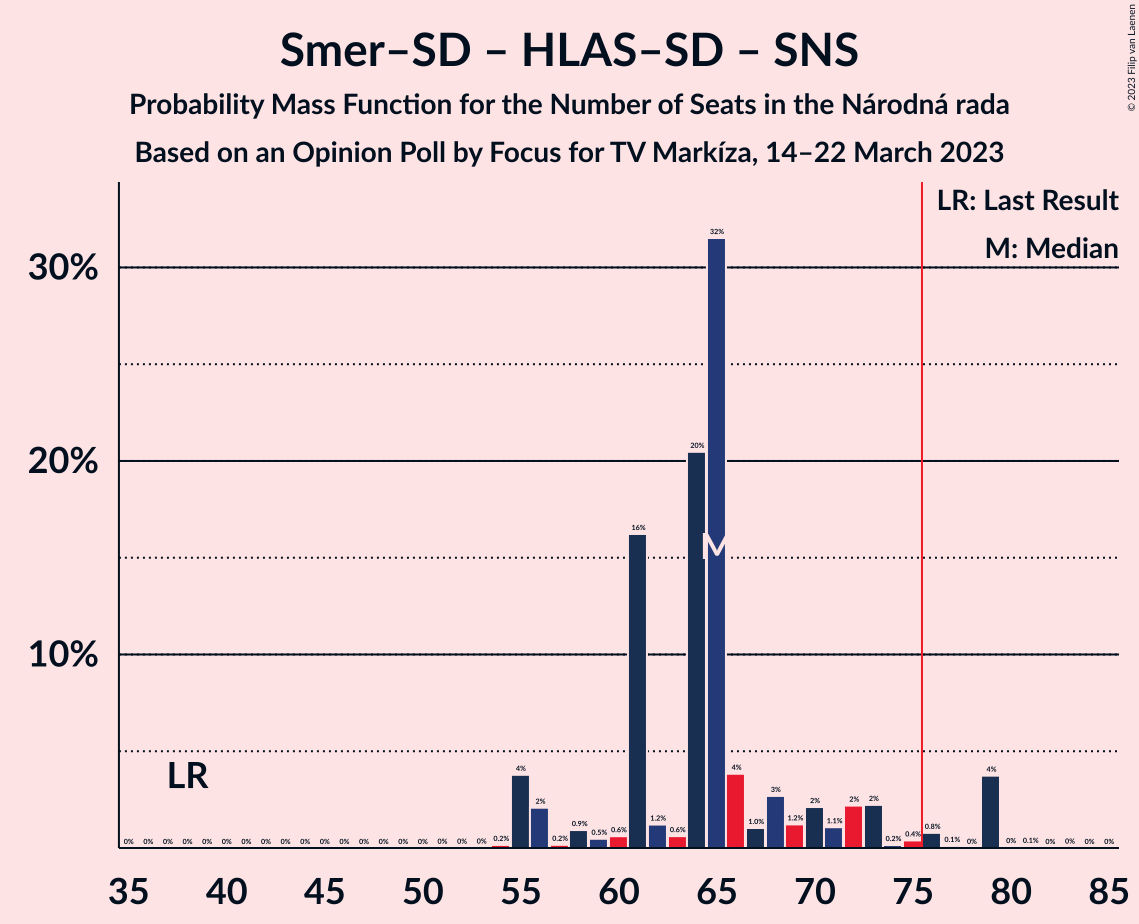 Smer–SD – HLAS–SD – SNS
Probability Mass Function for the Number of Seats in the Národná rada
Based on an Opinion Poll by Focus for TV Markíza, 14–22 March 2023
© 2023 Filip van Laenen
LR: Last Result
M: Median
30%
20%
10%
LR
M
0% 0% 0% 0% 0% 0% 0% 0% 0% 0% 0% 0% 0% 0% 0% 0% 0% 0% 0% 0.2% 4% 2% 0.2% 0.9% 0.5% 0.6% 16% 1.2% 0.6% 20% 32% 4% 1.0% 3% 1.2% 2% 1.1% 2% 2% 0.2% 0.4% 0.8% 0.1% 0% 4% 0% 0.1% 0% 0% 0% 0%
35 40 45 50 55 60 65 70 75 80 85